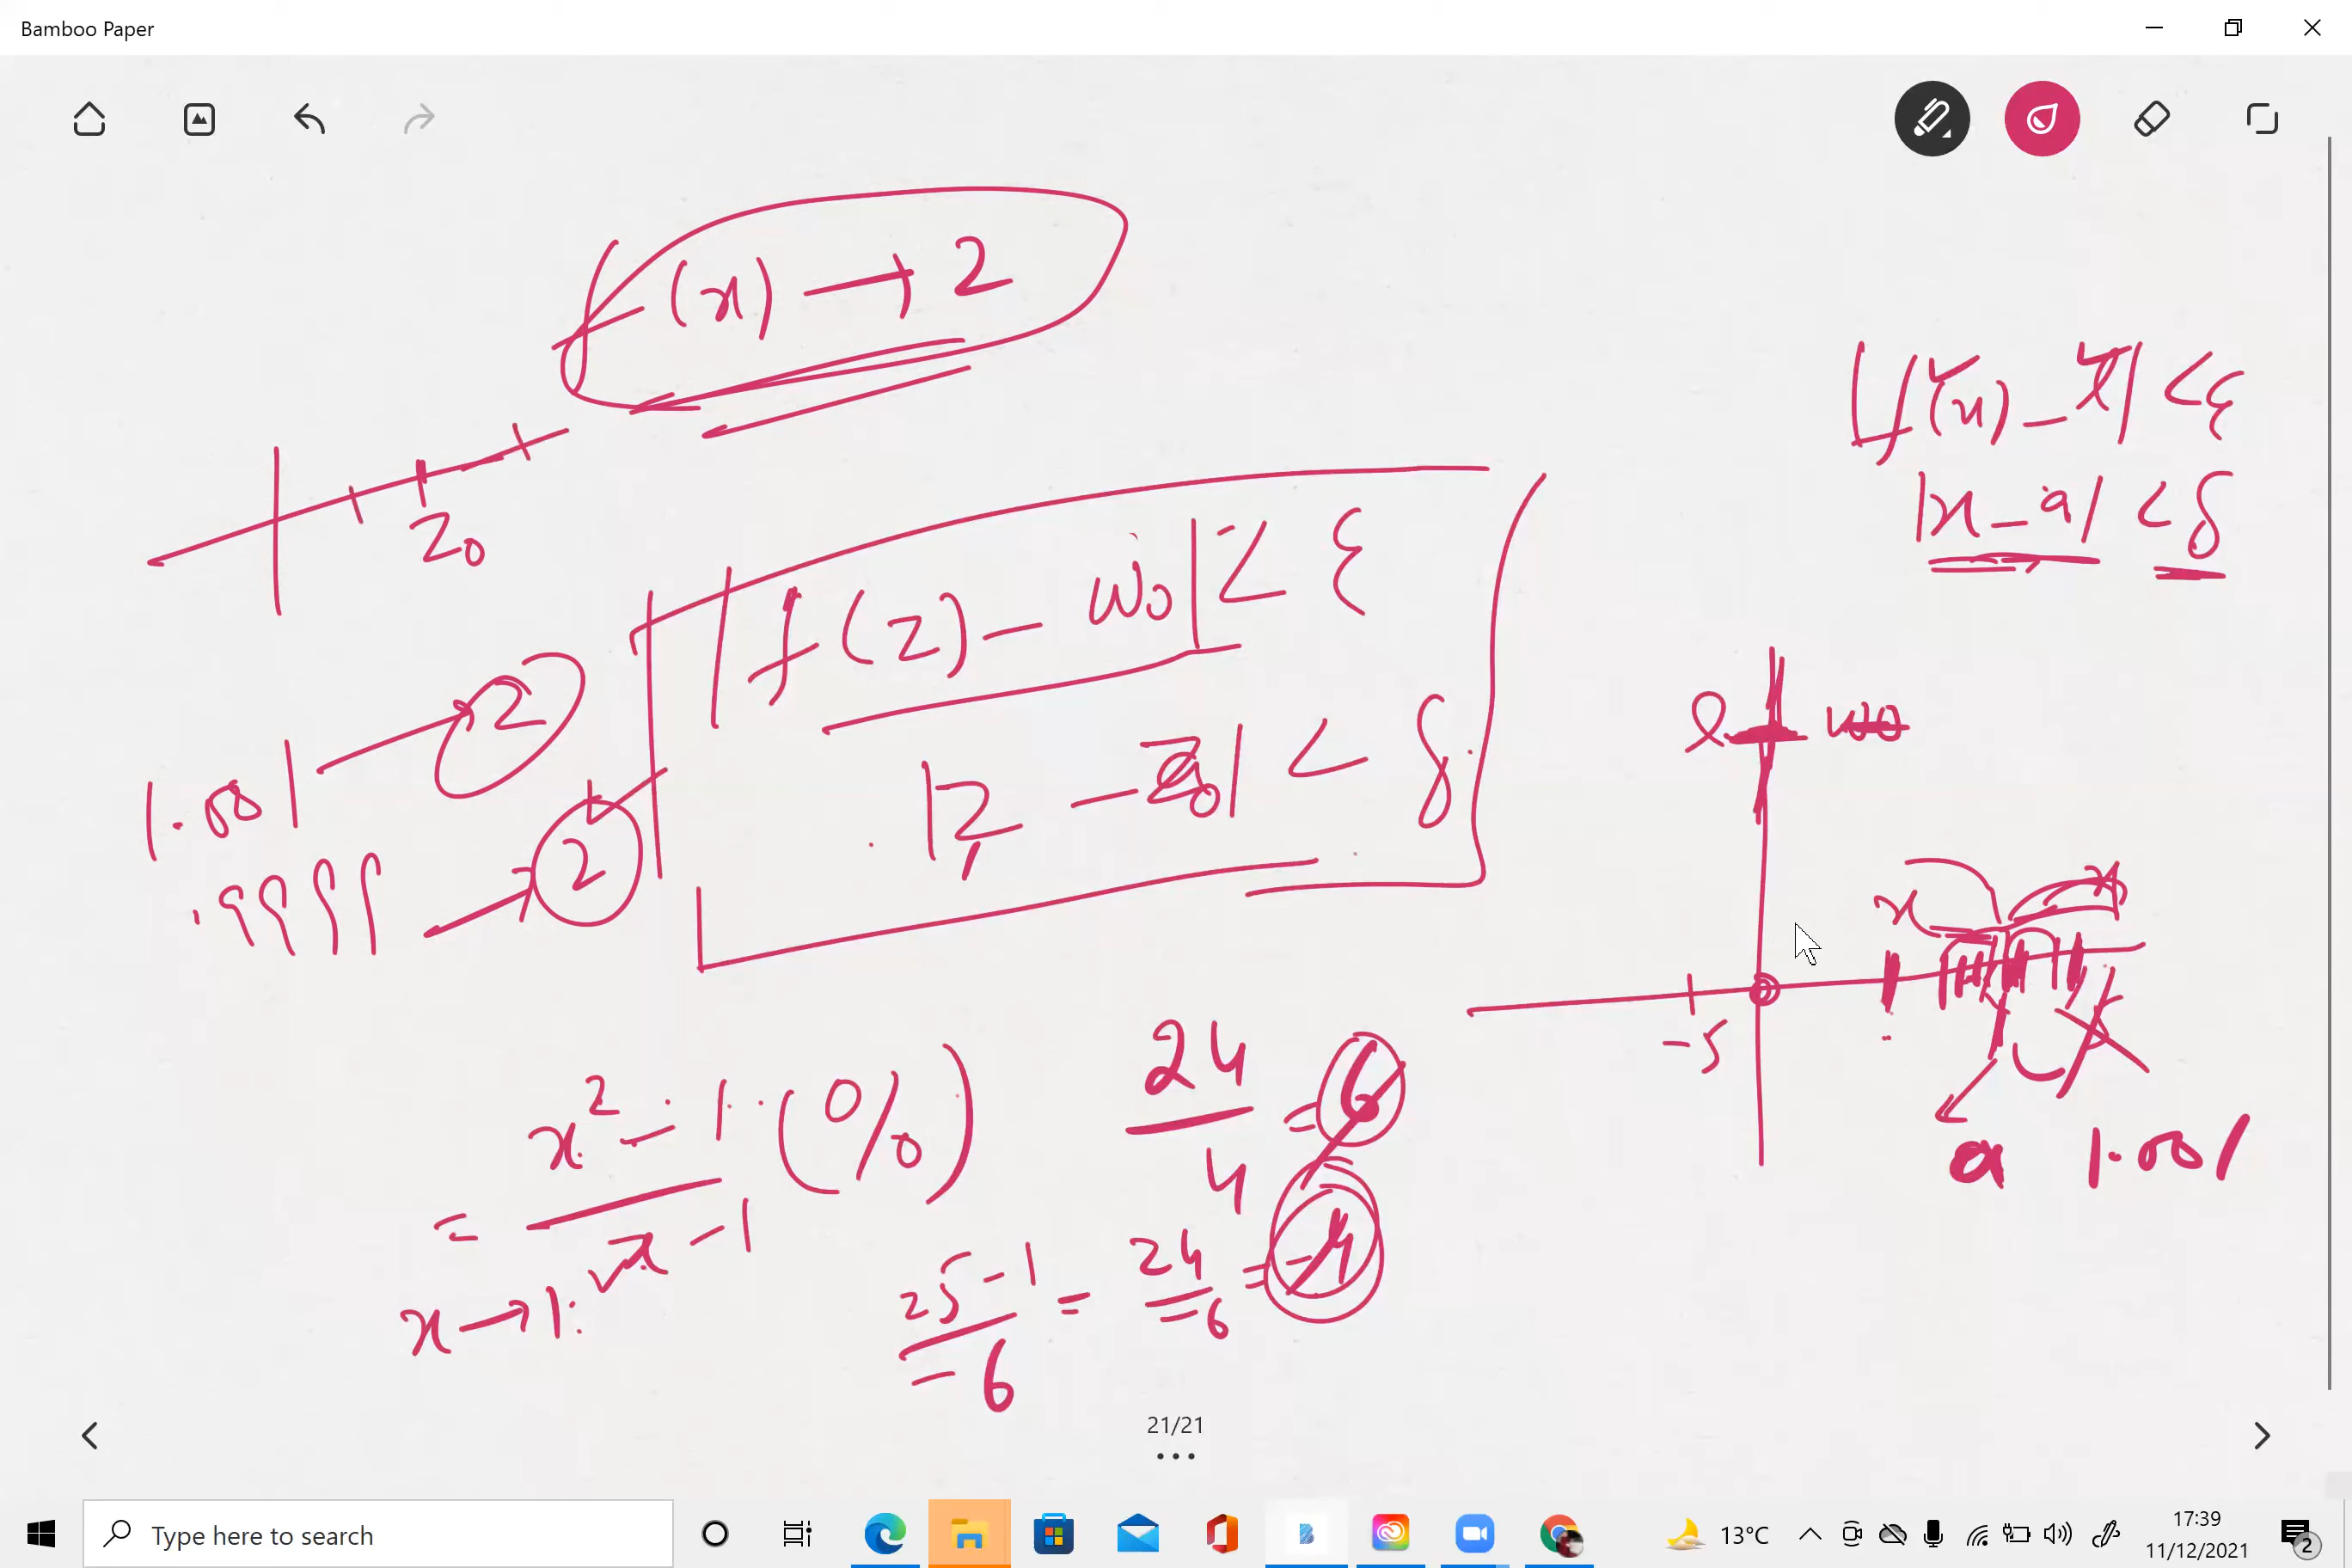 Bamboo Paper
f(x) → 2
|f(x) - l| < ε
|x - a| < δ
z₀
|f(z) - w₀| < ε
|z - z₀| < δ
1.001 → 2
.9999 → 2
l
w₀
x
x
-5
a 1.001
= x² - 1 (0/0)
x - 1
x → 1
24
4
= 6
25 - 1
- 6
= 24
- 6
= -4
21/21
Type here to search
13°C
17:39
11/12/2021
2